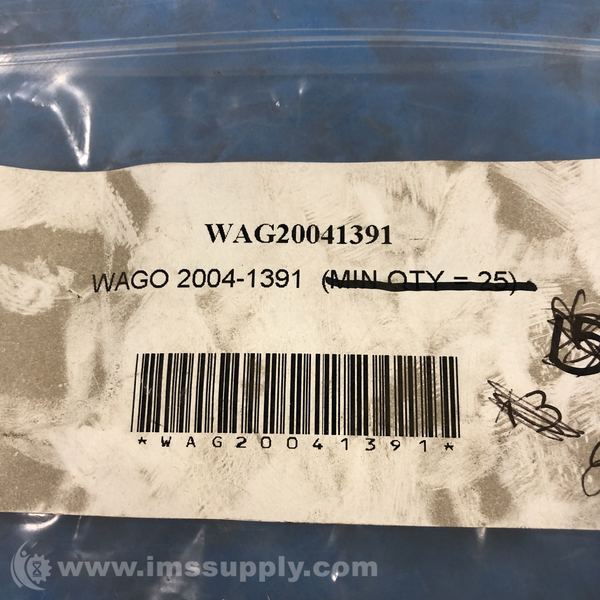 WAG20041391
WAGO 2004-1391 (MIN QTY = 25)
*WAG20041391*
www.imssupply.com